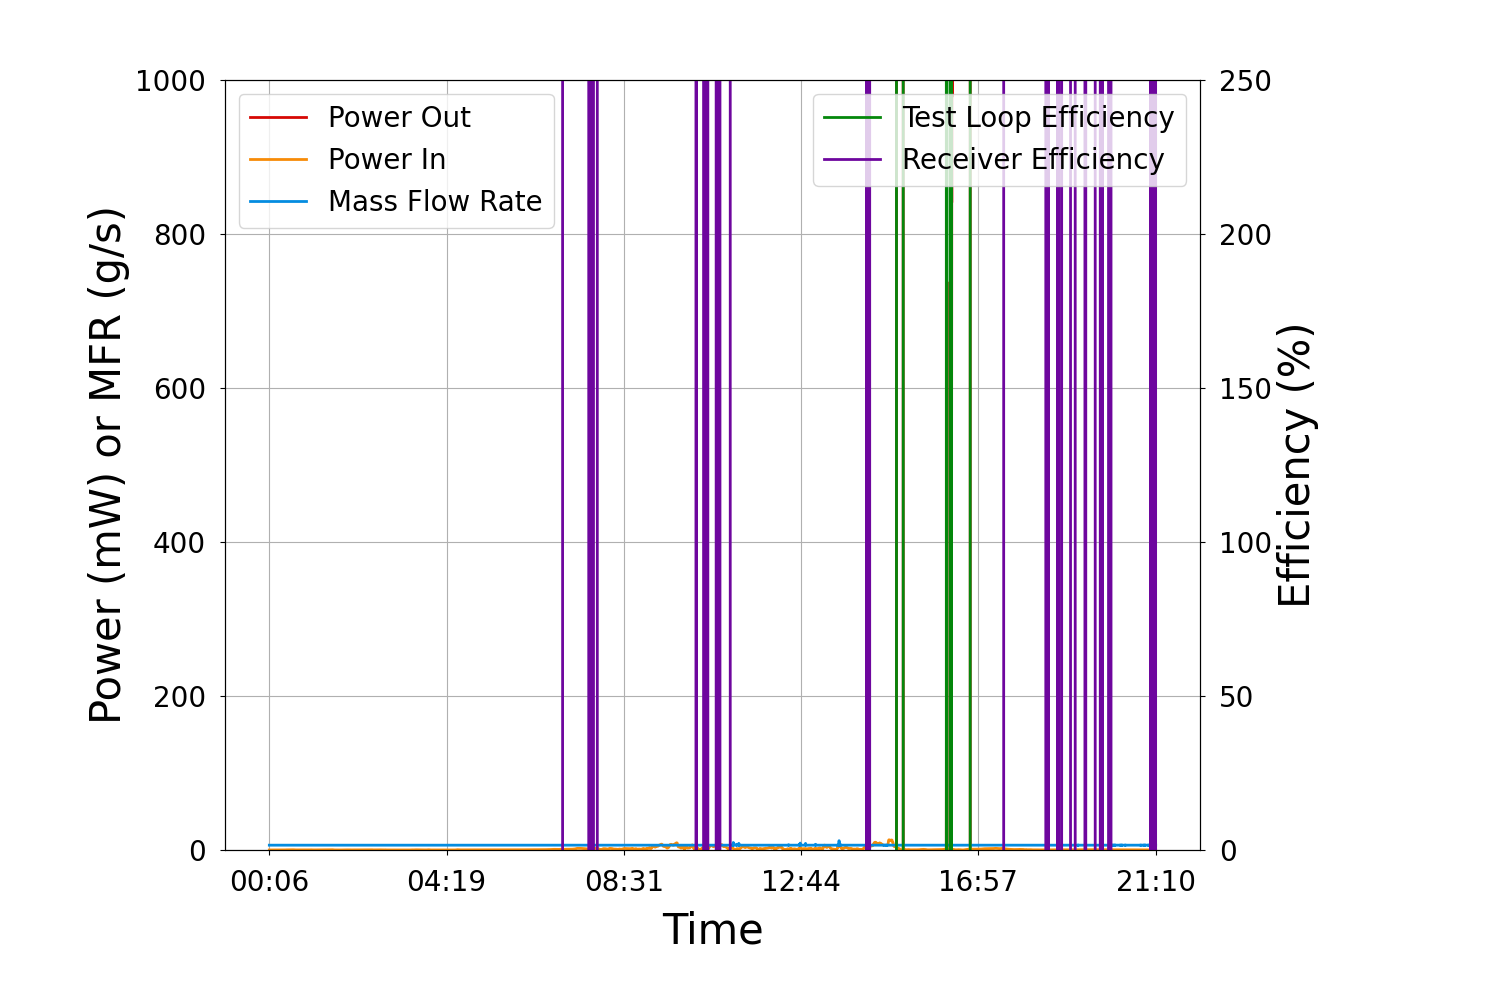 1000
800
600
400
200
0
Power (mW) or MFR (g/s)
Power Out
Power In
Mass Flow Rate
Test Loop Efficiency
Receiver Efficiency
250
200
150
100
50
0
Efficiency (%)
00:06 04:19 08:31 12:44 16:57 21:10
Time